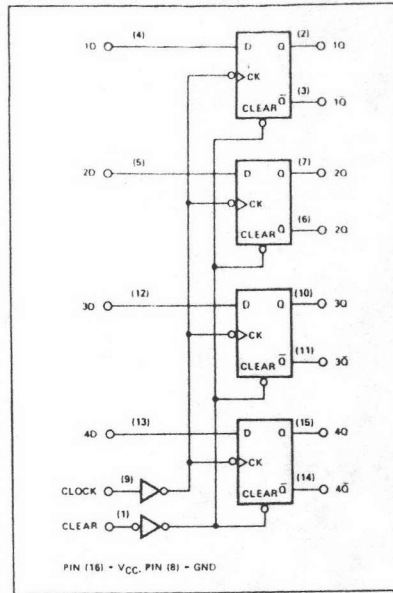 1D (4) D Q (2) 1Q
CK
CLEAR Q̅ (3) 1Q̅
2D (5) D Q (7) 2Q
CK
CLEAR Q̅ (6) 2Q̅
3D (12) D Q (10) 3Q
CK
CLEAR Q̅ (11) 3Q̅
4D (13) D Q (15) 4Q
CK
CLEAR Q̅ (14) 4Q̅
CLOCK (9)
CLEAR (1)
PIN (16) - VCC, PIN (8) - GND